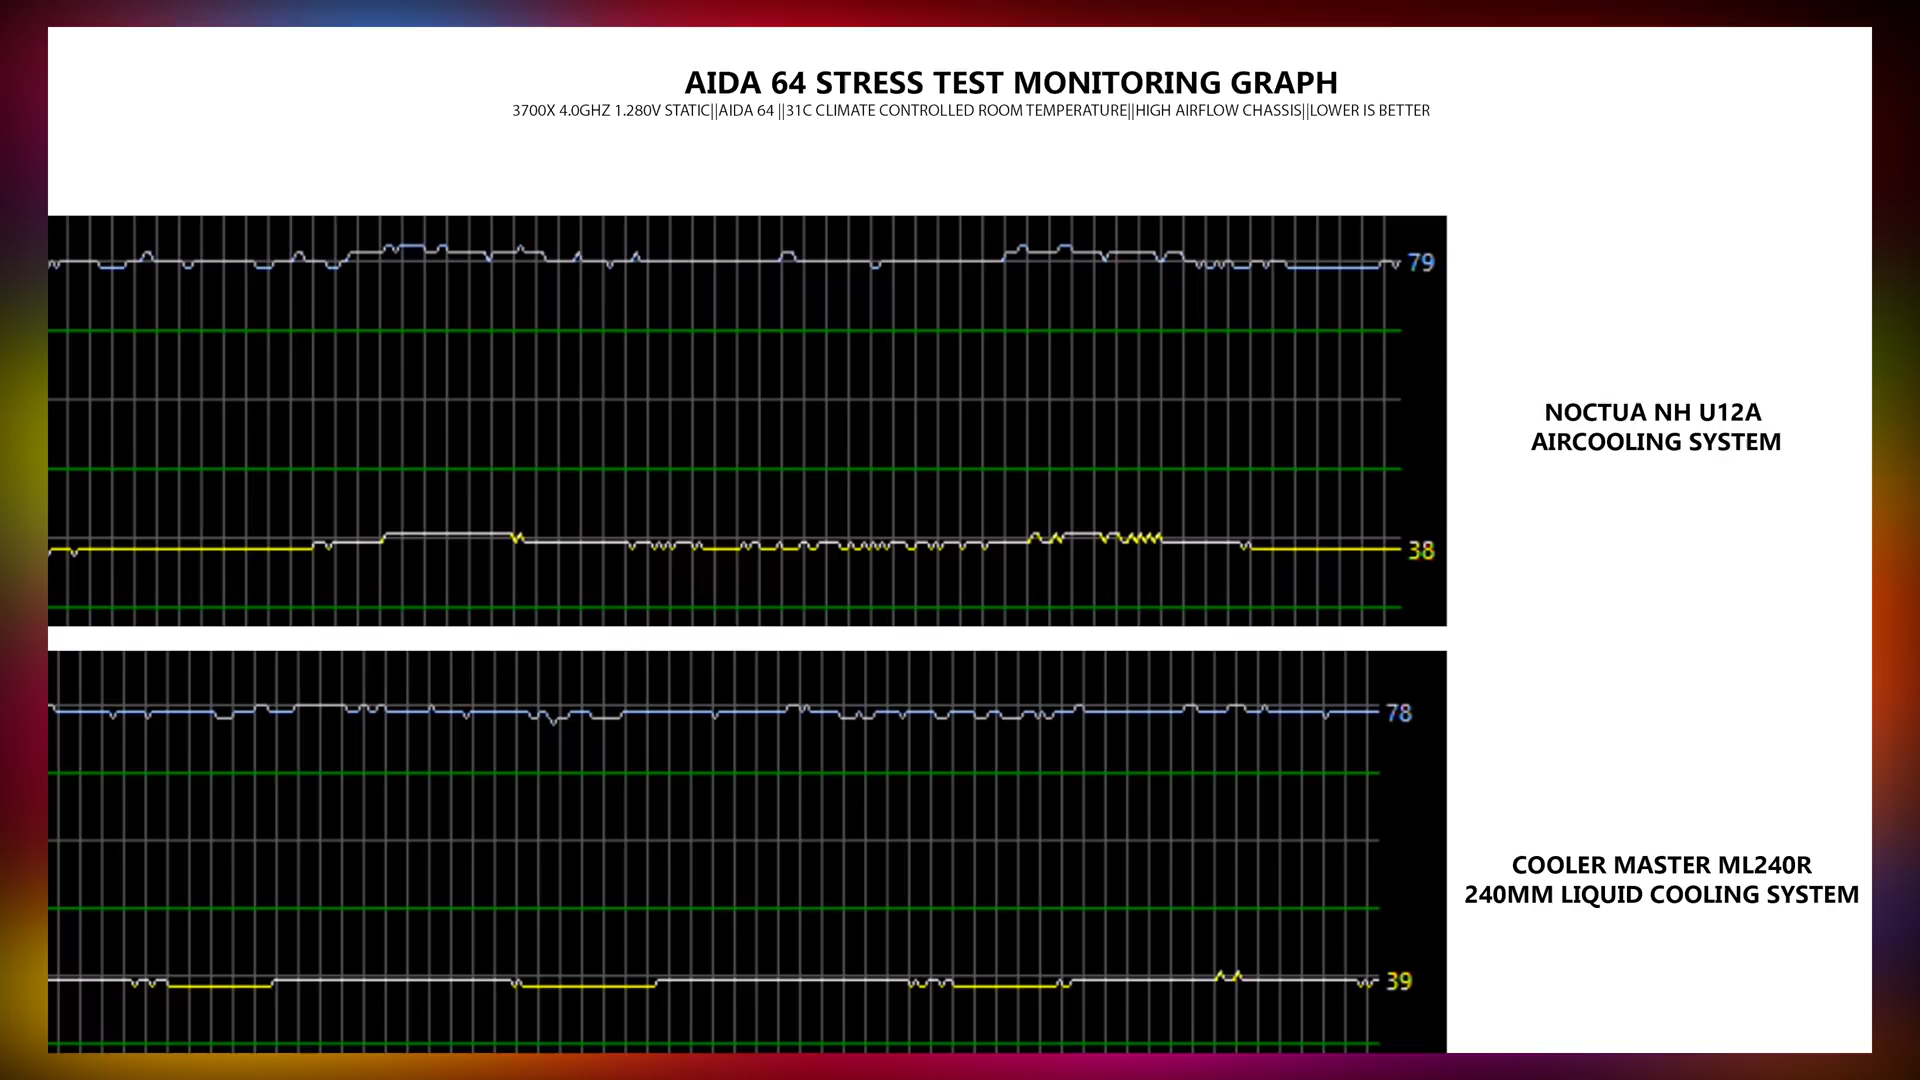 AIDA 64 STRESS TEST MONITORING GRAPH
3700X 4.0GHZ 1.280V STATIC||AIDA 64 ||31C CLIMATE CONTROLLED ROOM TEMPERATURE||HIGH AIRFLOW CHASSIS||LOWER IS BETTER
79
NOCTUA NH U12A
AIRCOOLING SYSTEM
38
78
COOLER MASTER ML240R
240MM LIQUID COOLING SYSTEM
39